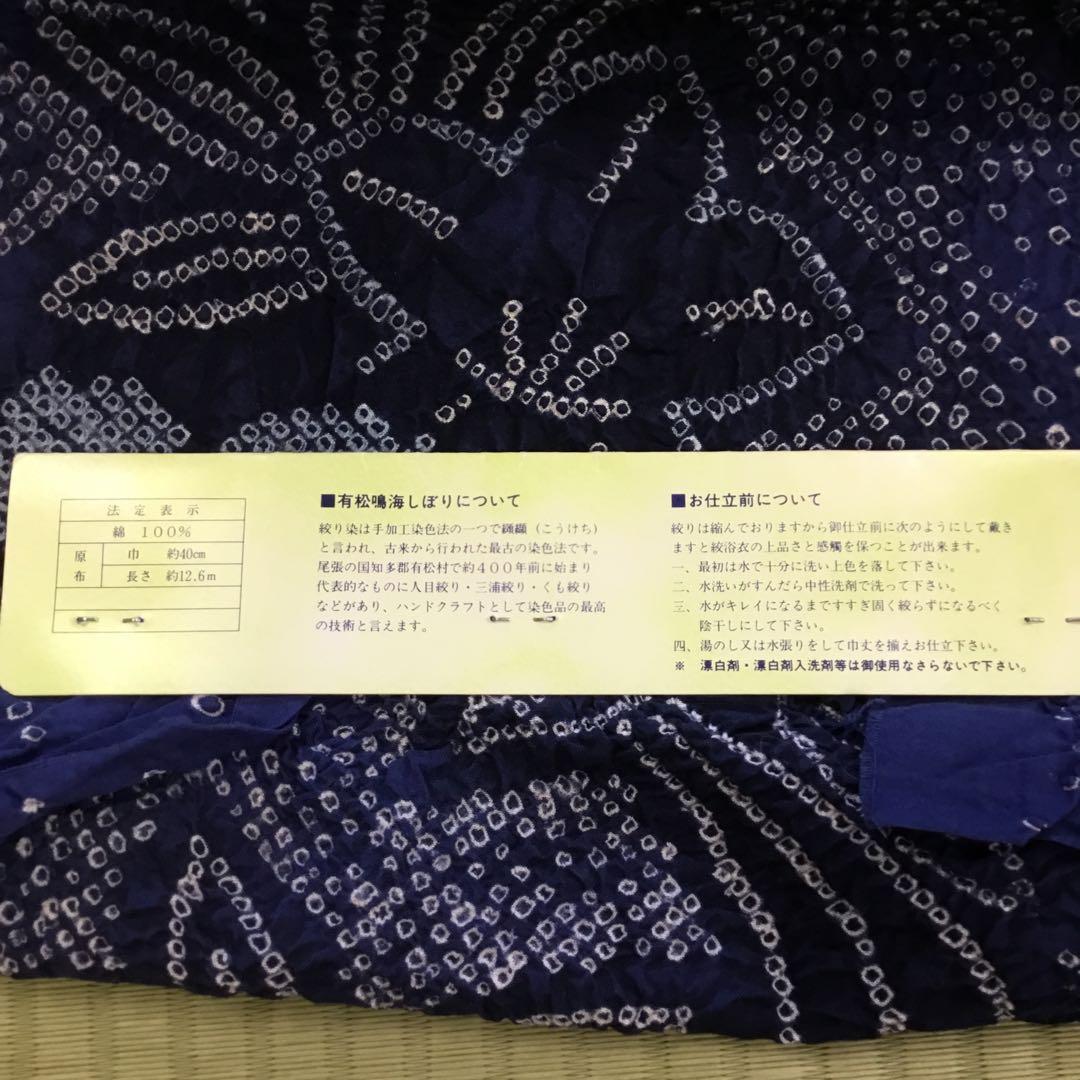 法定表示
綿 100%
原布 巾 約40cm
長さ 約12.6m
■有松鳴海しぼりについて
絞り染は手加工染色法の一つで纐纈（こうけち）
と言われ、古来から行われた最古の染色法です。
尾張の国知多郡有松村で約400年前に始まり
代表的なものに人目絞り・三浦絞り・くも絞り
などがあり、ハンドクラフトとして染色品の最高
の技術と言えます。
■お仕立前について
絞りは縮んでおりますから御仕立前に次のようにして戴き
ますと絞浴衣の上品さと感觸を保つことが出来ます。
一、最初は水で十分に洗い上色を落して下さい。
二、水洗いがすんだら中性洗剤で洗って下さい。
三、水がキレイになるまですすぎ固く絞らずになるべく
陰干しにして下さい。
四、湯のし又は水張りをして巾丈を揃えお仕立下さい。
※ 漂白剤・漂白剤入洗剤等は御使用なさらないで下さい。